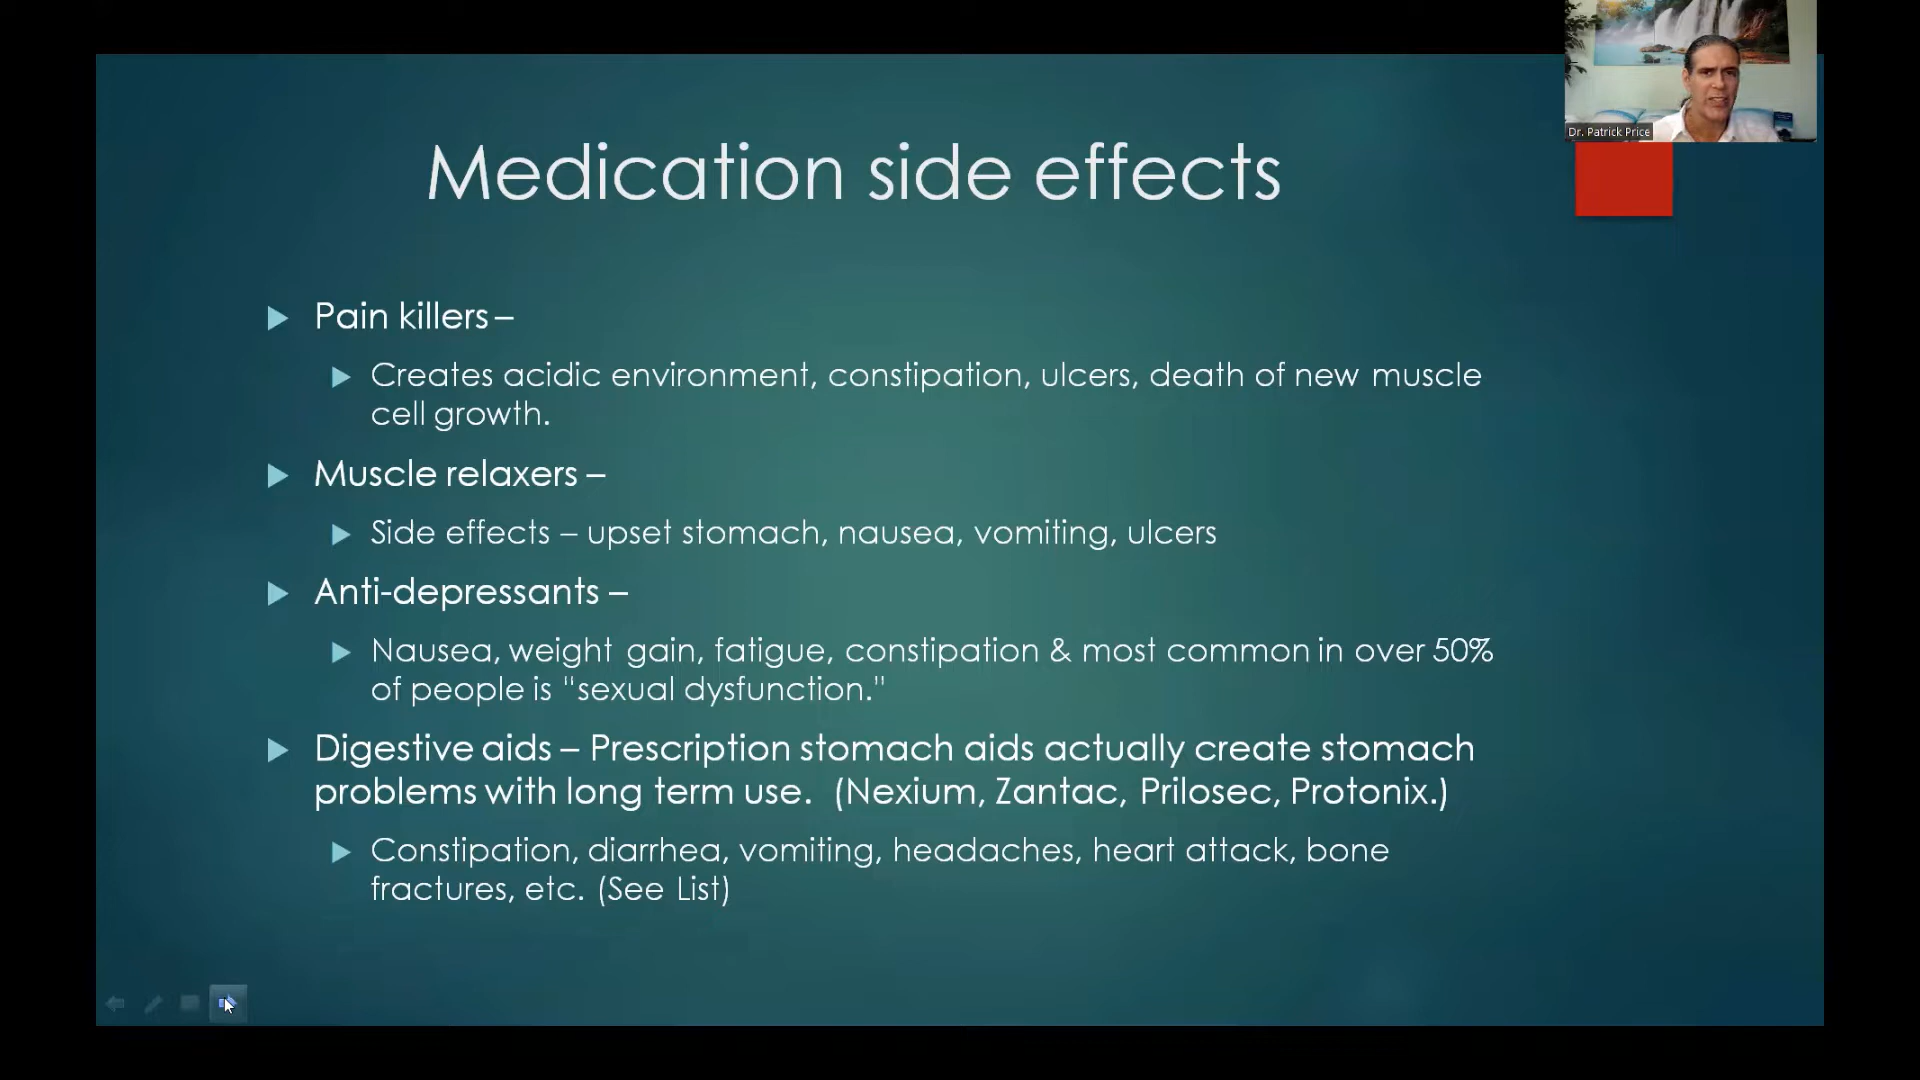 Dr. Patrick Price
Medication side effects
Pain killers –
Creates acidic environment, constipation, ulcers, death of new muscle
cell growth.
Muscle relaxers –
Side effects – upset stomach, nausea, vomiting, ulcers
Anti-depressants –
Nausea, weight gain, fatigue, constipation & most common in over 50%
of people is "sexual dysfunction."
Digestive aids – Prescription stomach aids actually create stomach
problems with long term use. (Nexium, Zantac, Prilosec, Protonix.)
Constipation, diarrhea, vomiting, headaches, heart attack, bone
fractures, etc. (See List)